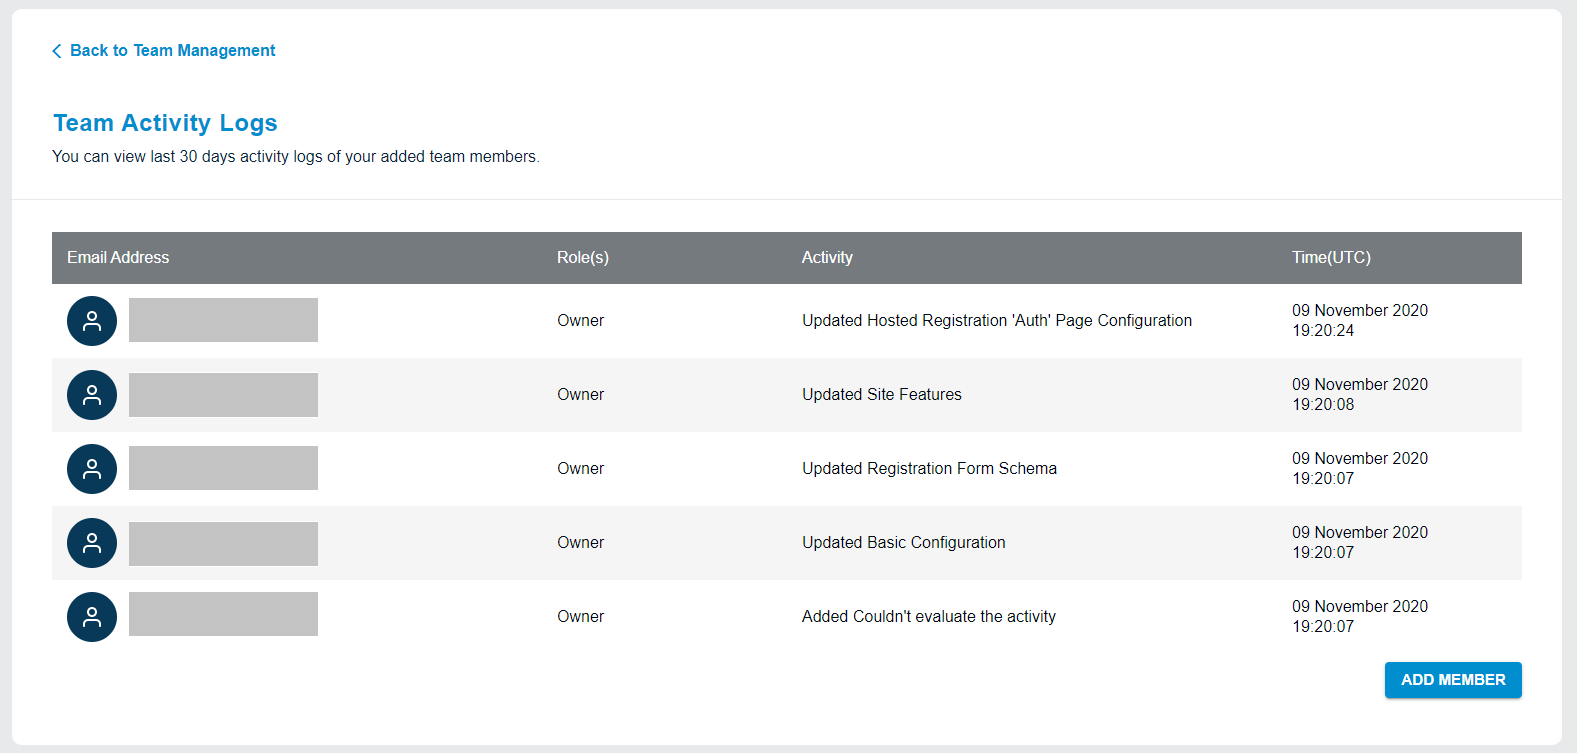 Back to Team Management
Team Activity Logs
You can view last 30 days activity logs of your added team members.
Email Address Role(s) Activity Time(UTC)
Owner Updated Hosted Registration 'Auth' Page Configuration 09 November 2020
19:20:24
Owner Updated Site Features 09 November 2020
19:20:08
Owner Updated Registration Form Schema 09 November 2020
19:20:07
Owner Updated Basic Configuration 09 November 2020
19:20:07
Owner Added Couldn't evaluate the activity 09 November 2020
19:20:07
ADD MEMBER